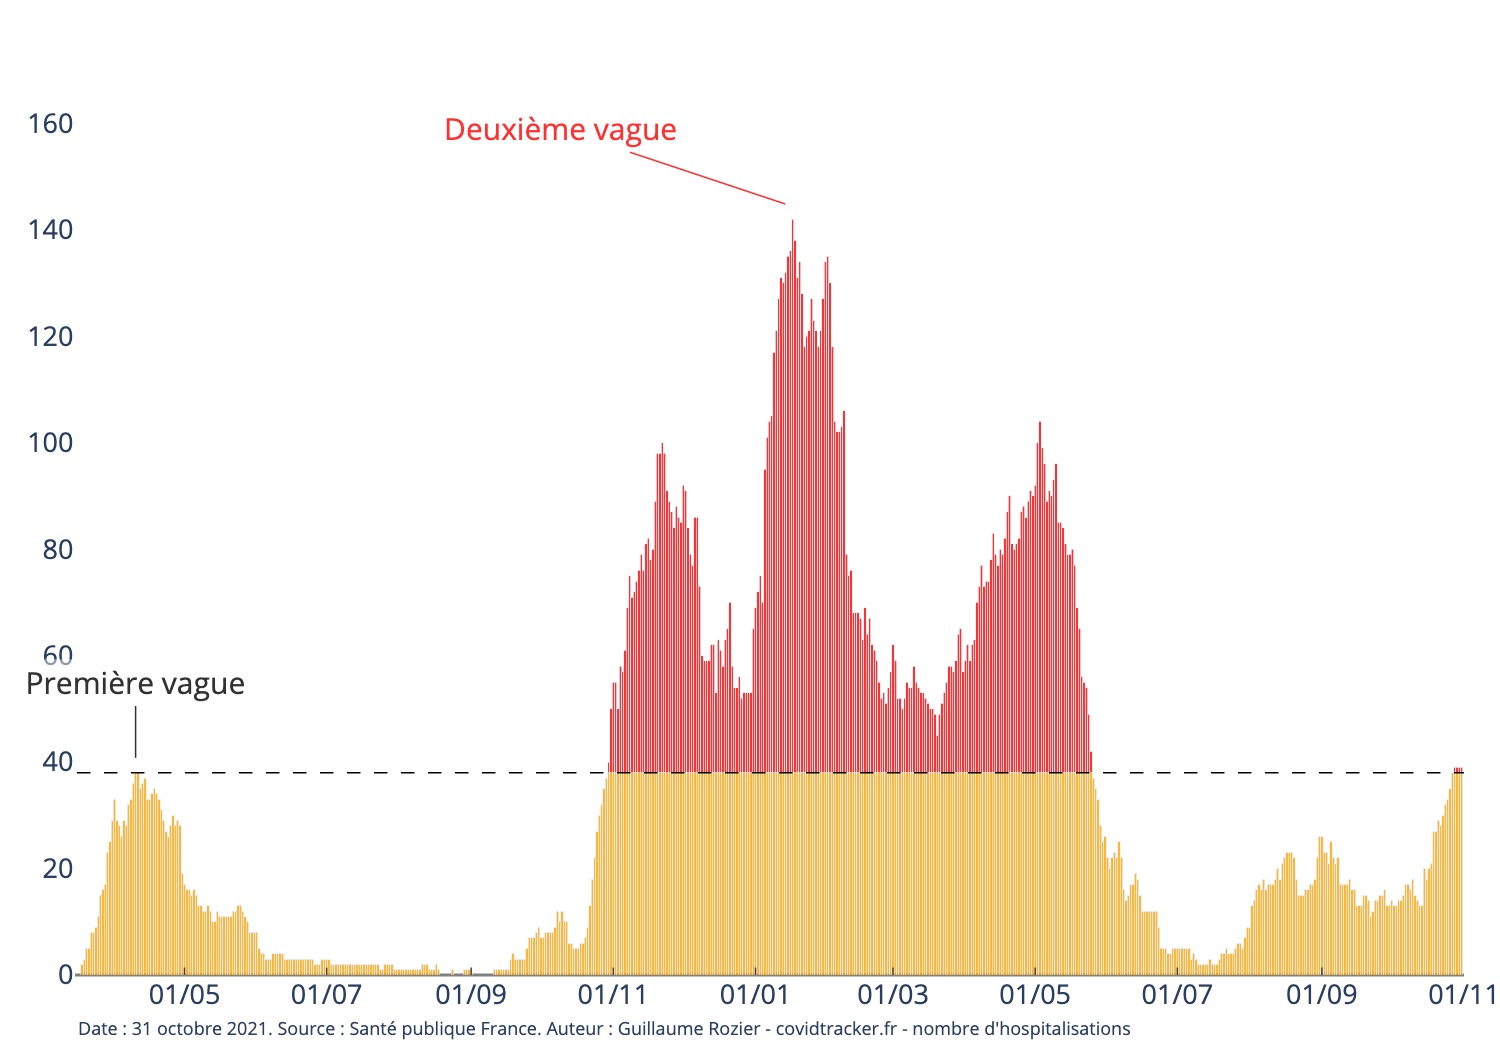 160
Deuxième vague
140
120
100
80
60
Première vague
40
20
0
01/05 01/07 01/09 01/11 01/01 01/03 01/05 01/07 01/09 01/11
Date : 31 octobre 2021. Source : Santé publique France. Auteur : Guillaume Rozier - covidtracker.fr - nombre d'hospitalisations